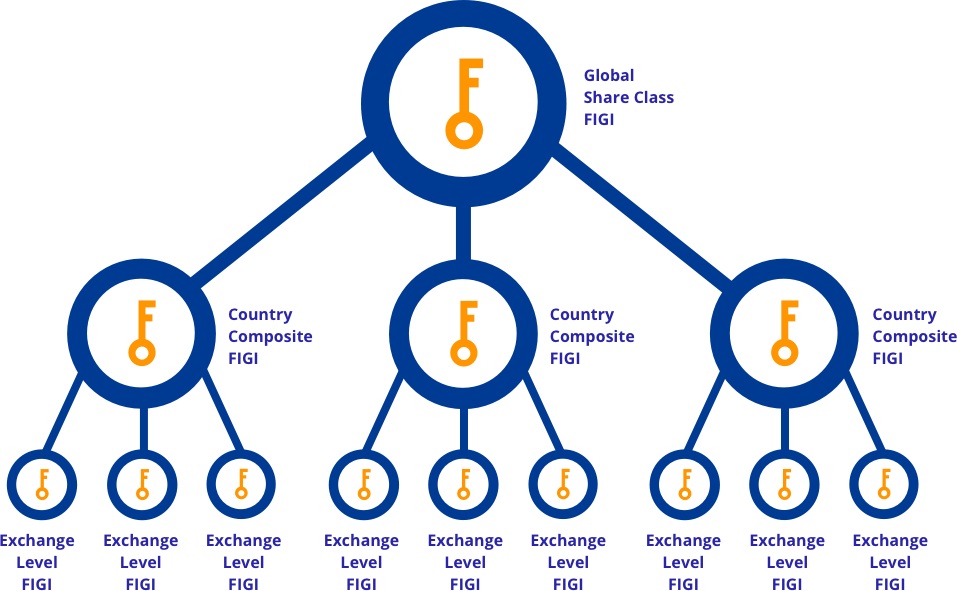 Global
Share Class
FIGI
Country
Composite
FIGI
Country
Composite
FIGI
Country
Composite
FIGI
Exchange
Level
FIGI
Exchange
Level
FIGI
Exchange
Level
FIGI
Exchange
Level
FIGI
Exchange
Level
FIGI
Exchange
Level
FIGI
Exchange
Level
FIGI
Exchange
Level
FIGI
Exchange
Level
FIGI